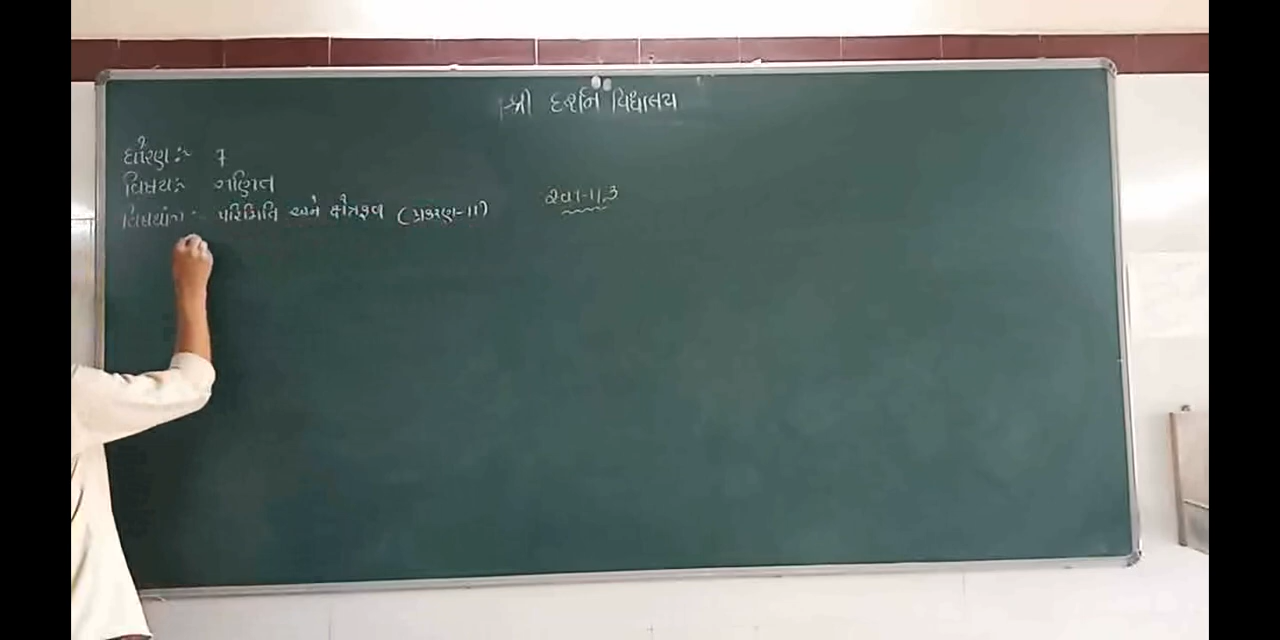 શ્રી દર્શન વિદ્યાલય
ધોરણ :- 7
વિષય :- ગણિત
વિષયાંગ :- પરિમિતિ અને ક્ષેત્રફળ (પ્રકરણ-11)
સ્વા-11.3